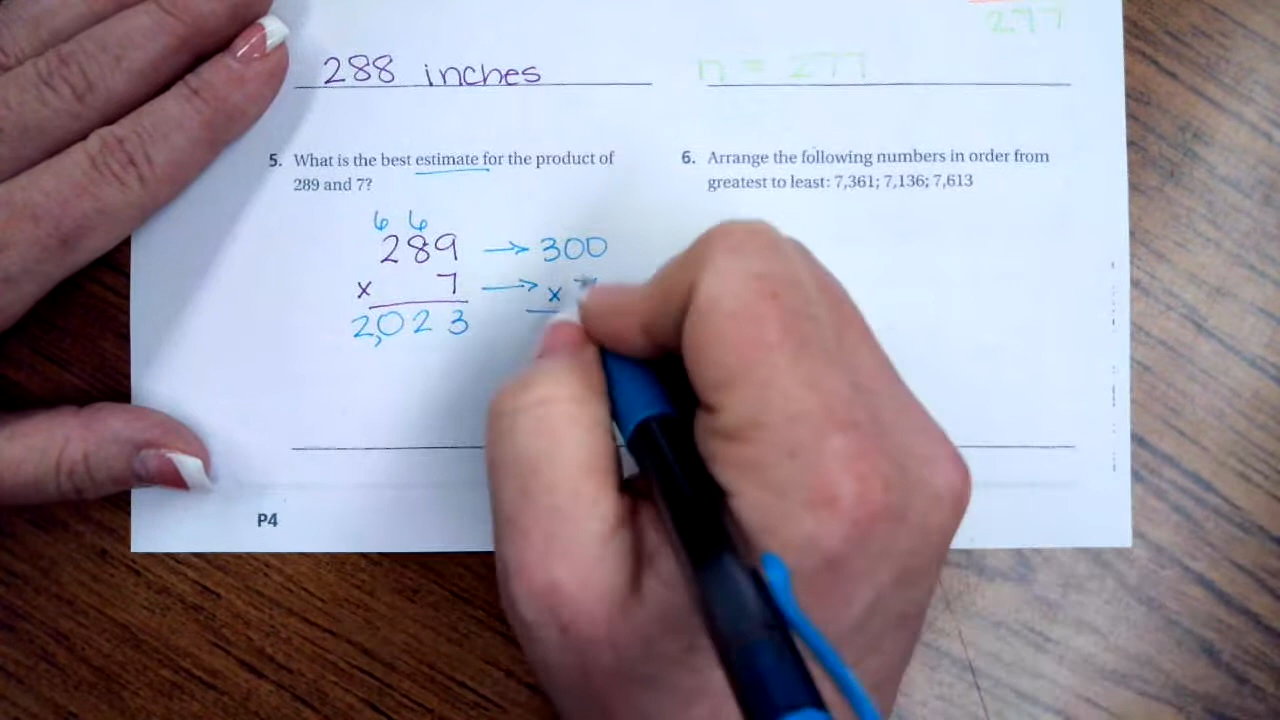 277
288 inches
n = 277
5. What is the best estimate for the product of
289 and 7?
6 6
289 → 300
x 7 → x 7
2,023
6. Arrange the following numbers in order from
greatest to least: 7,361; 7,136; 7,613
P4